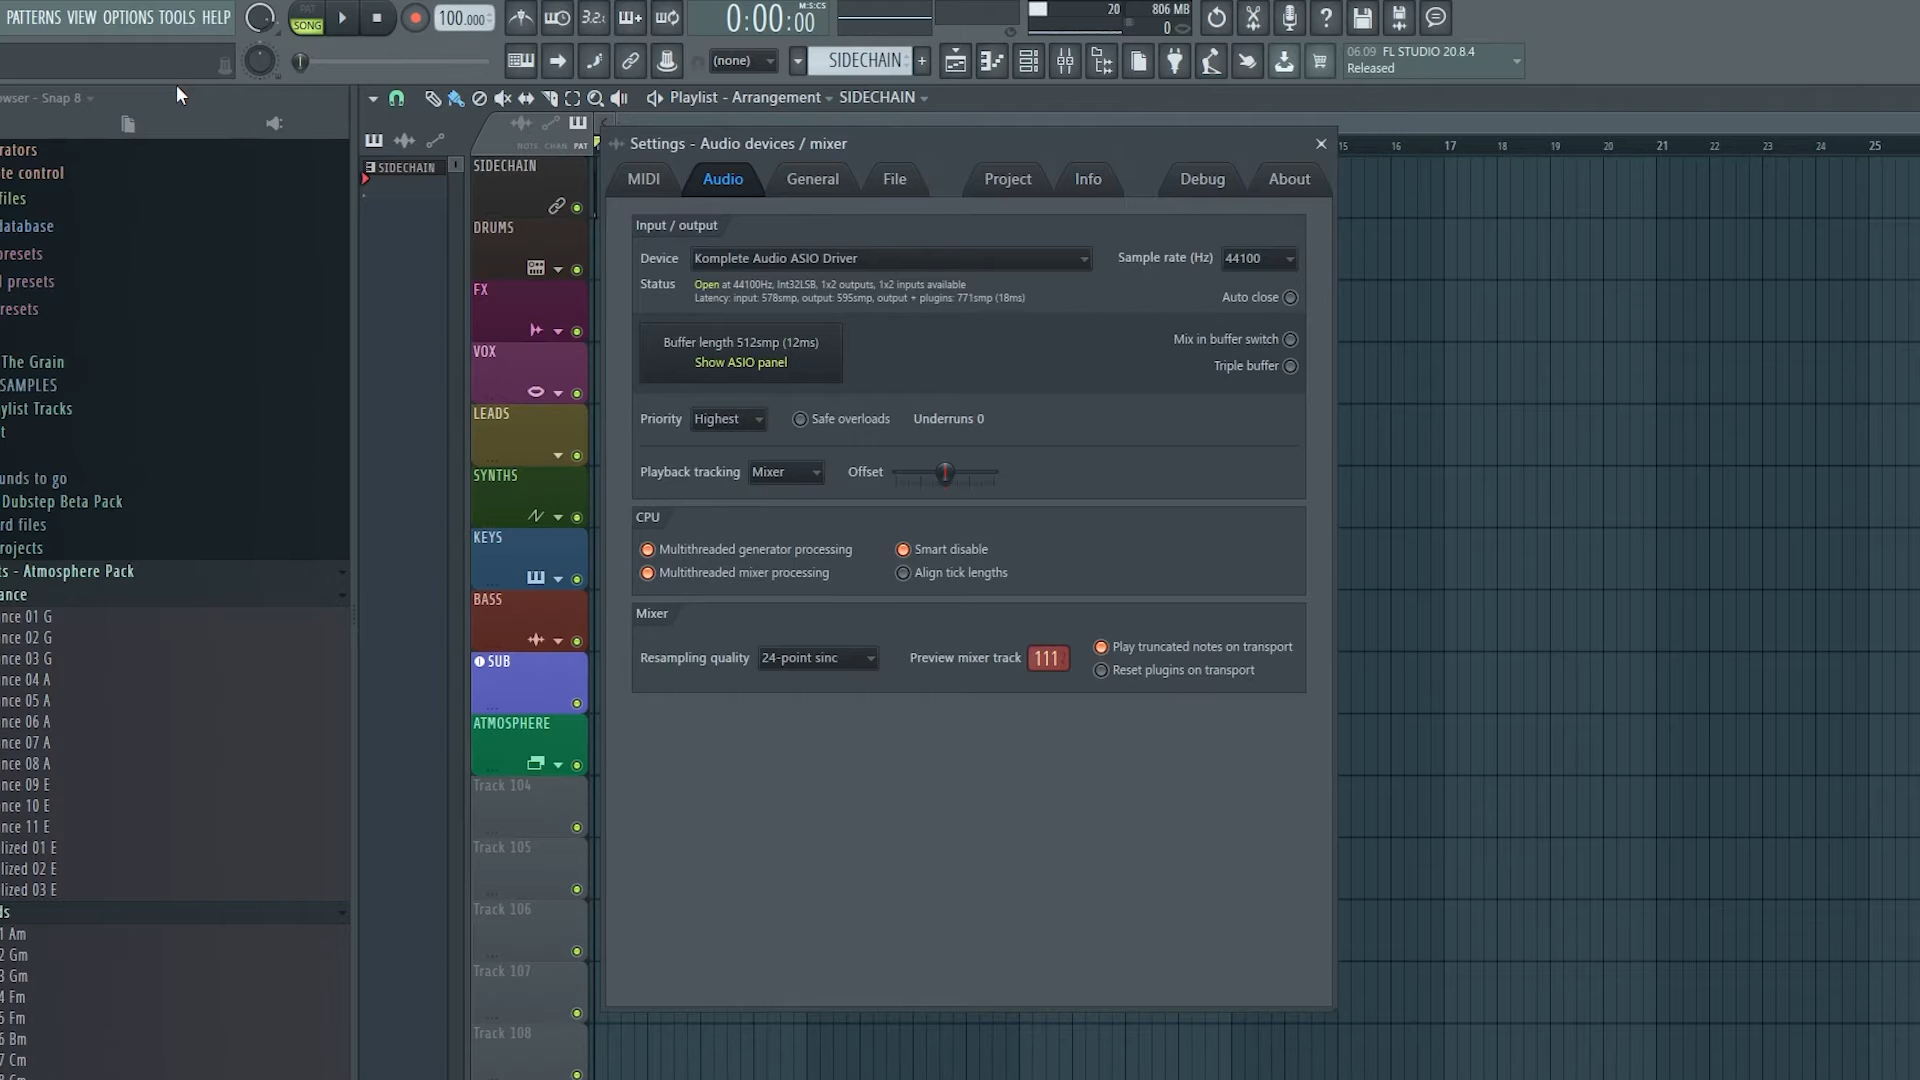 PATTERNS VIEW OPTIONS TOOLS HELP
PAT
SONG
100.000
3.2.
0:00:00
M:S:CS
20
806 MB
0
(none)
SIDECHAIN
+
06.09 FL STUDIO 20.8.4
Released
owser - Snap 8
Playlist - Arrangement
SIDECHAIN
NOTE CHAN PAT
rators
te control
files
latabase
presets
l presets
resets
The Grain
SAMPLES
ylist Tracks
t
unds to go
Dubstep Beta Pack
rd files
rojects
ts - Atmosphere Pack
ance
nce 01 G
nce 02 G
nce 03 G
nce 04 A
nce 05 A
nce 06 A
nce 07 A
nce 08 A
nce 09 E
nce 10 E
nce 11 E
lized 01 E
lized 02 E
lized 03 E
ds
1 Am
2 Gm
3 Gm
4 Fm
5 Fm
6 Bm
7 Cm
SIDECHAIN
SIDECHAIN
DRUMS
FX
VOX
LEADS
SYNTHS
KEYS
BASS
SUB
ATMOSPHERE
Track 104
Track 105
Track 106
Track 107
Track 108
15 16 17 18 19 20 21 22 23 24 25
Settings - Audio devices / mixer
MIDI
Audio
General
File
Project
Info
Debug
About
Input / output
Device
Komplete Audio ASIO Driver
Sample rate (Hz)
44100
Status
Open at 44100Hz, Int32LSB, 1x2 outputs, 1x2 inputs available
Latency: input: 578smp, output: 595smp, output + plugins: 771smp (18ms)
Auto close
Buffer length 512smp (12ms)
Show ASIO panel
Mix in buffer switch
Triple buffer
Priority
Highest
Safe overloads
Underruns 0
Playback tracking
Mixer
Offset
CPU
Multithreaded generator processing
Smart disable
Multithreaded mixer processing
Align tick lengths
Mixer
Resampling quality
24-point sinc
Preview mixer track
111
Play truncated notes on transport
Reset plugins on transport